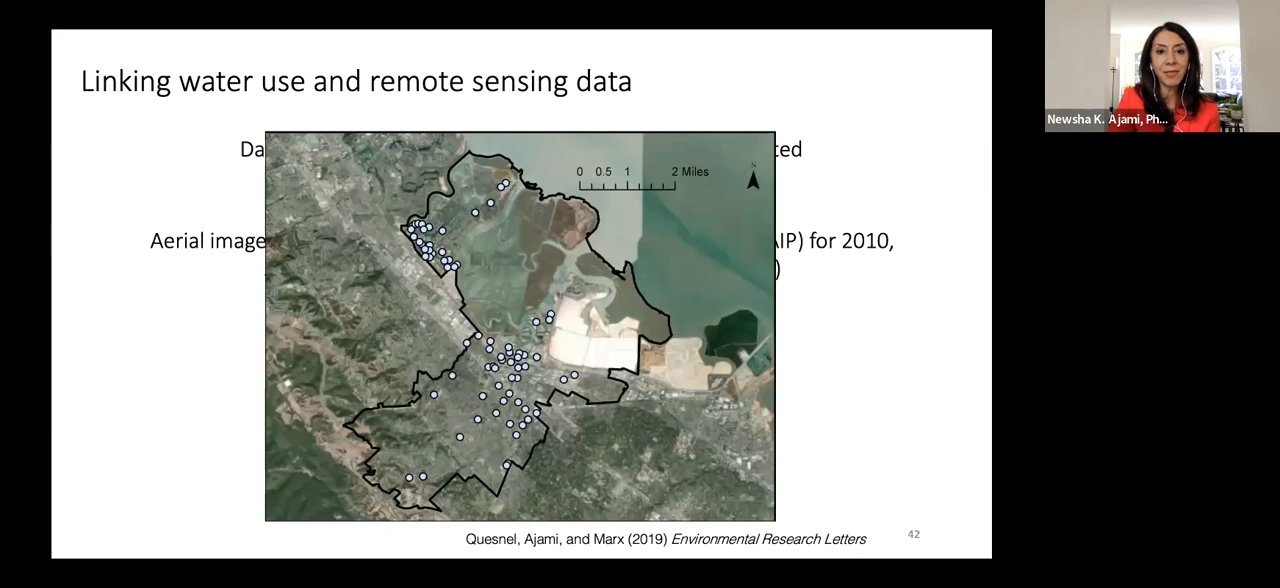 Linking water use and remote sensing data
Da
ted
0 0.5 1 2 Miles
N
Aerial image
AIP) for 2010,
)
Quesnel, Ajami, and Marx (2019) Environmental Research Letters
42
Newsha K. Ajami, Ph...